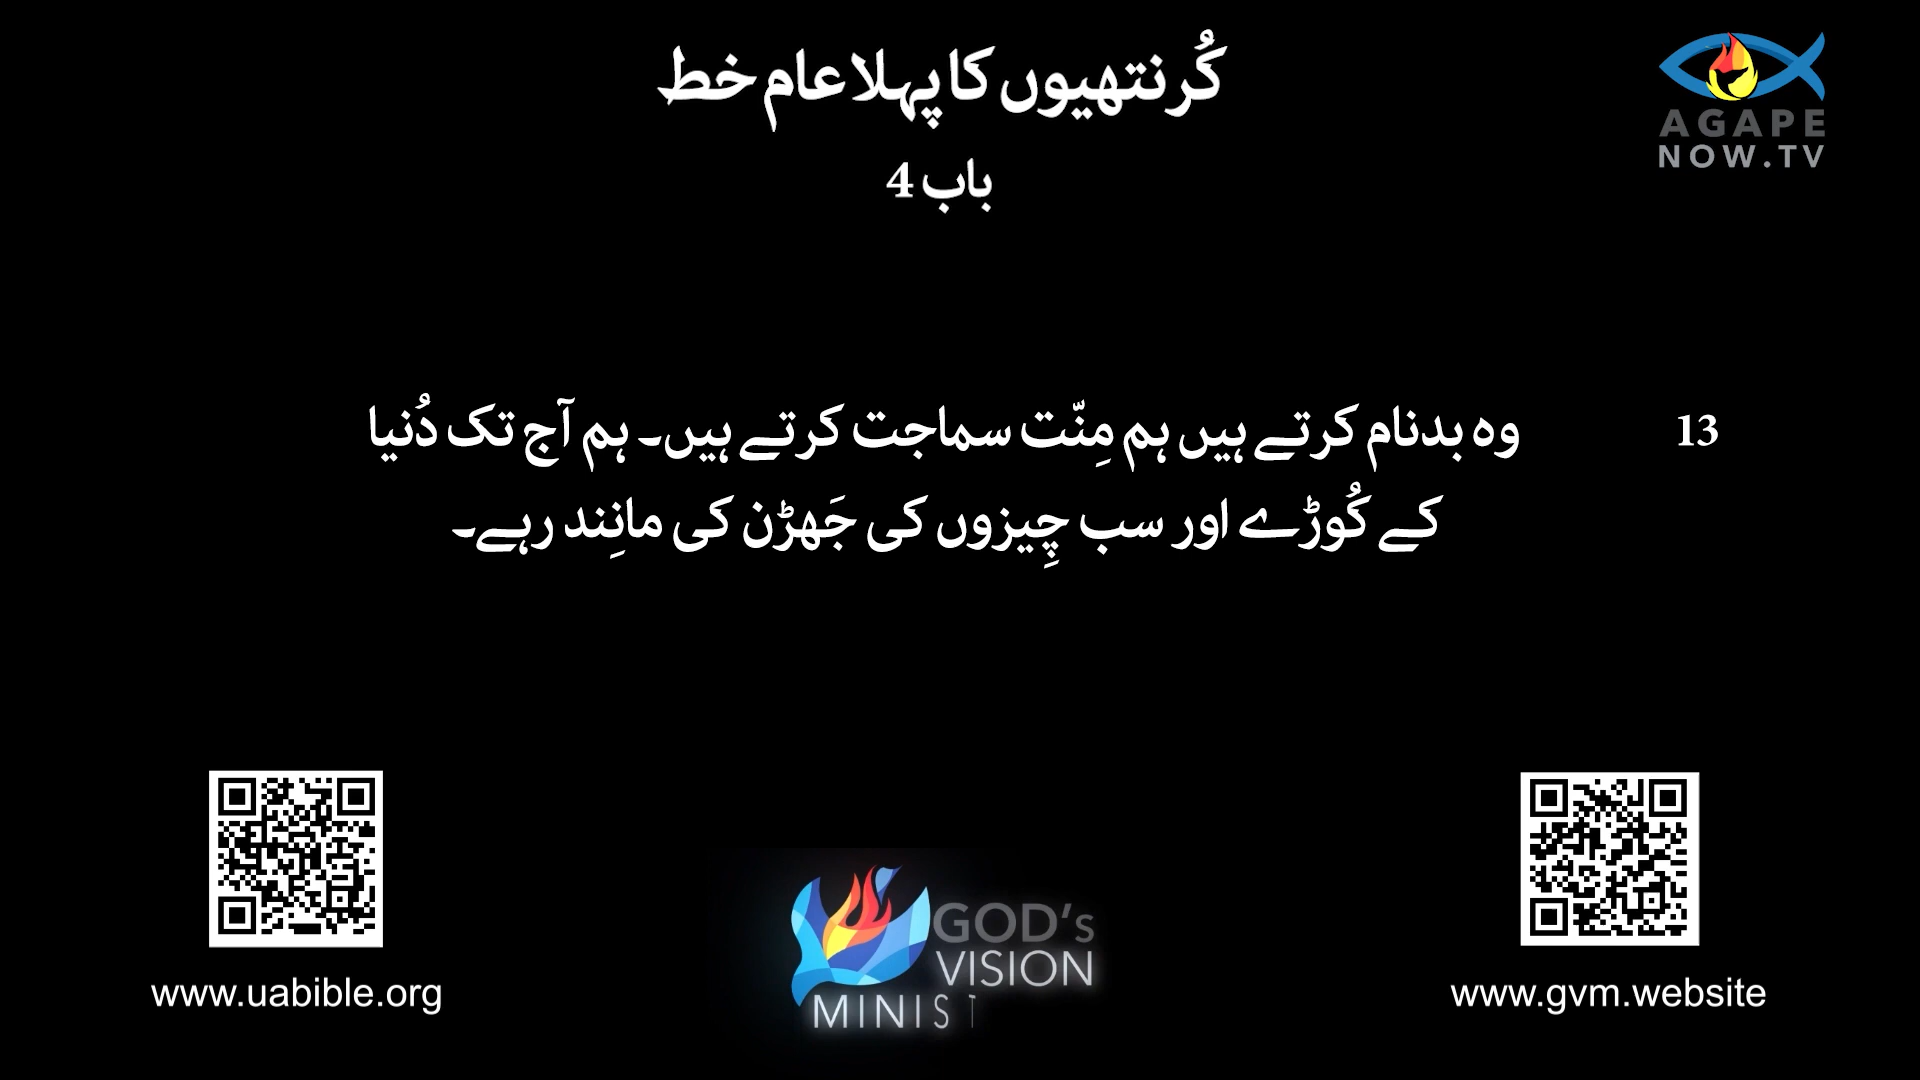 کُرنتھیوں کا پہلا عام خط
AGAPE
NOW.TV
باب 4
13 وہ بدنام کرتے ہیں ہم مِنّت سماجت کرتے ہیں۔ ہم آج تک دُنیا
کے کُوڑے اور سب چِیزوں کی جَھڑن کی مانِند رہے۔
GOD's
VISION
MINIST
www.uabible.org
www.gvm.website